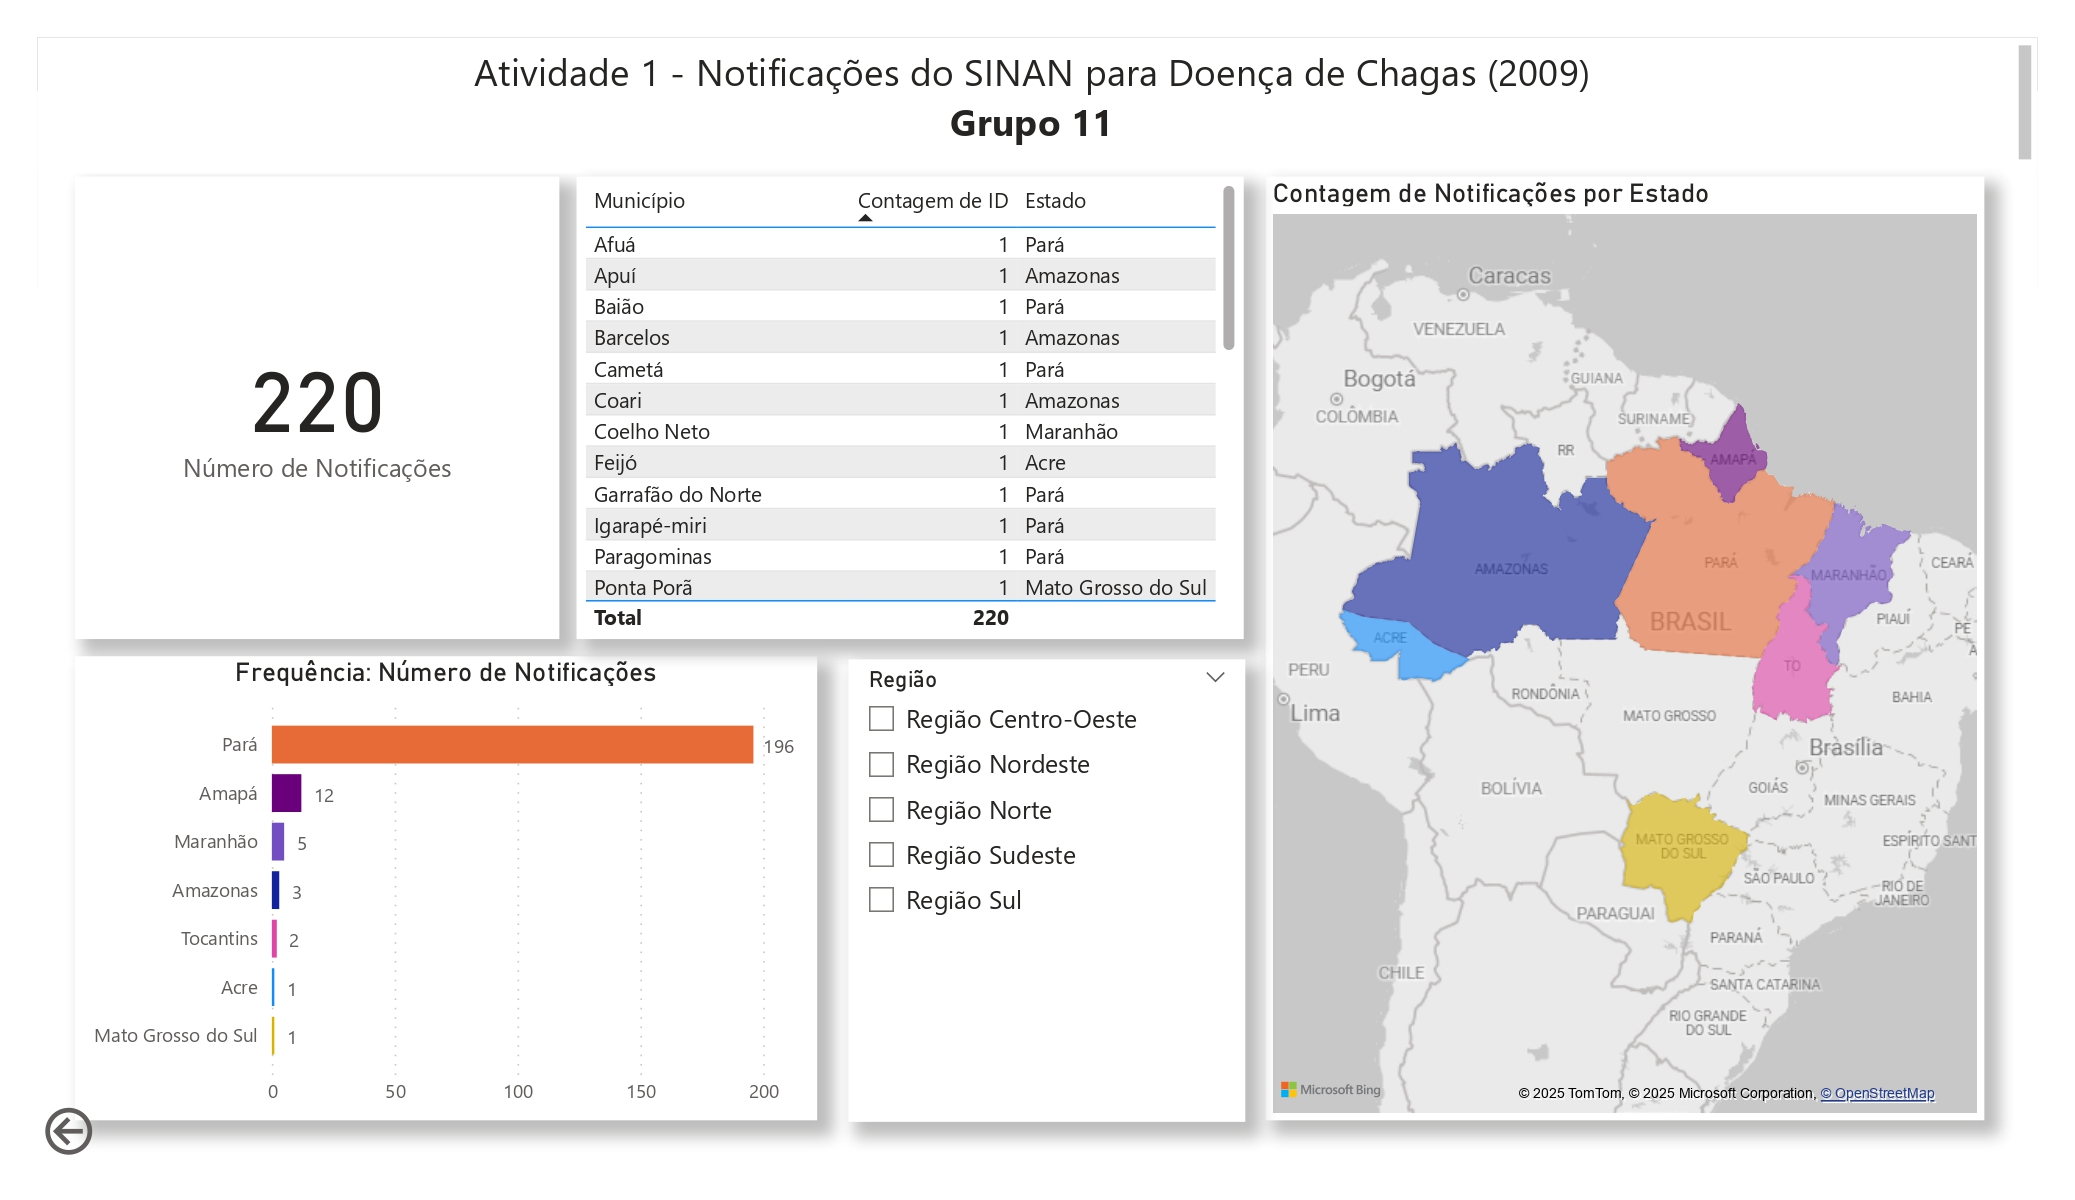 Atividade 1 - Notificações do SINAN para Doença de Chagas (2009)
Grupo 11
220
Número de Notificações
Município Contagem de ID Estado
Afuá 1 Pará
Apuí 1 Amazonas
Baião 1 Pará
Barcelos 1 Amazonas
Cametá 1 Pará
Coari 1 Amazonas
Coelho Neto 1 Maranhão
Feijó 1 Acre
Garrafão do Norte 1 Pará
Igarapé-miri 1 Pará
Paragominas 1 Pará
Ponta Porã 1 Mato Grosso do Sul
Total 220
Frequência: Número de Notificações
Pará 196
Amapá 12
Maranhão 5
Amazonas 3
Tocantins 2
Acre 1
Mato Grosso do Sul 1
0 50 100 150 200
Região
Região Centro-Oeste
Região Nordeste
Região Norte
Região Sudeste
Região Sul
Contagem de Notificações por Estado
Caracas
VENEZUELA
Bogotá
GUIANA
COLÔMBIA
SURINAME
RR
AMAPÁ
AMAZONAS
PARÁ
MARANHÃO
CEARÁ
BRASIL
PIAUÍ
PE
A
ACRE
PERU
TO
RONDÔNIA
BAHIA
Lima
MATO GROSSO
Brasília
BOLÍVIA
GOIÁS
MINAS GERAIS
MATO GROSSO
DO SUL
ESPÍRITO SANT
SÃO PAULO
RIO DE
JANEIRO
PARAGUAI
PARANÁ
CHILE
SANTA CATARINA
RIO GRANDE
DO SUL
Microsoft Bing
© 2025 TomTom, © 2025 Microsoft Corporation, © OpenStreetMap